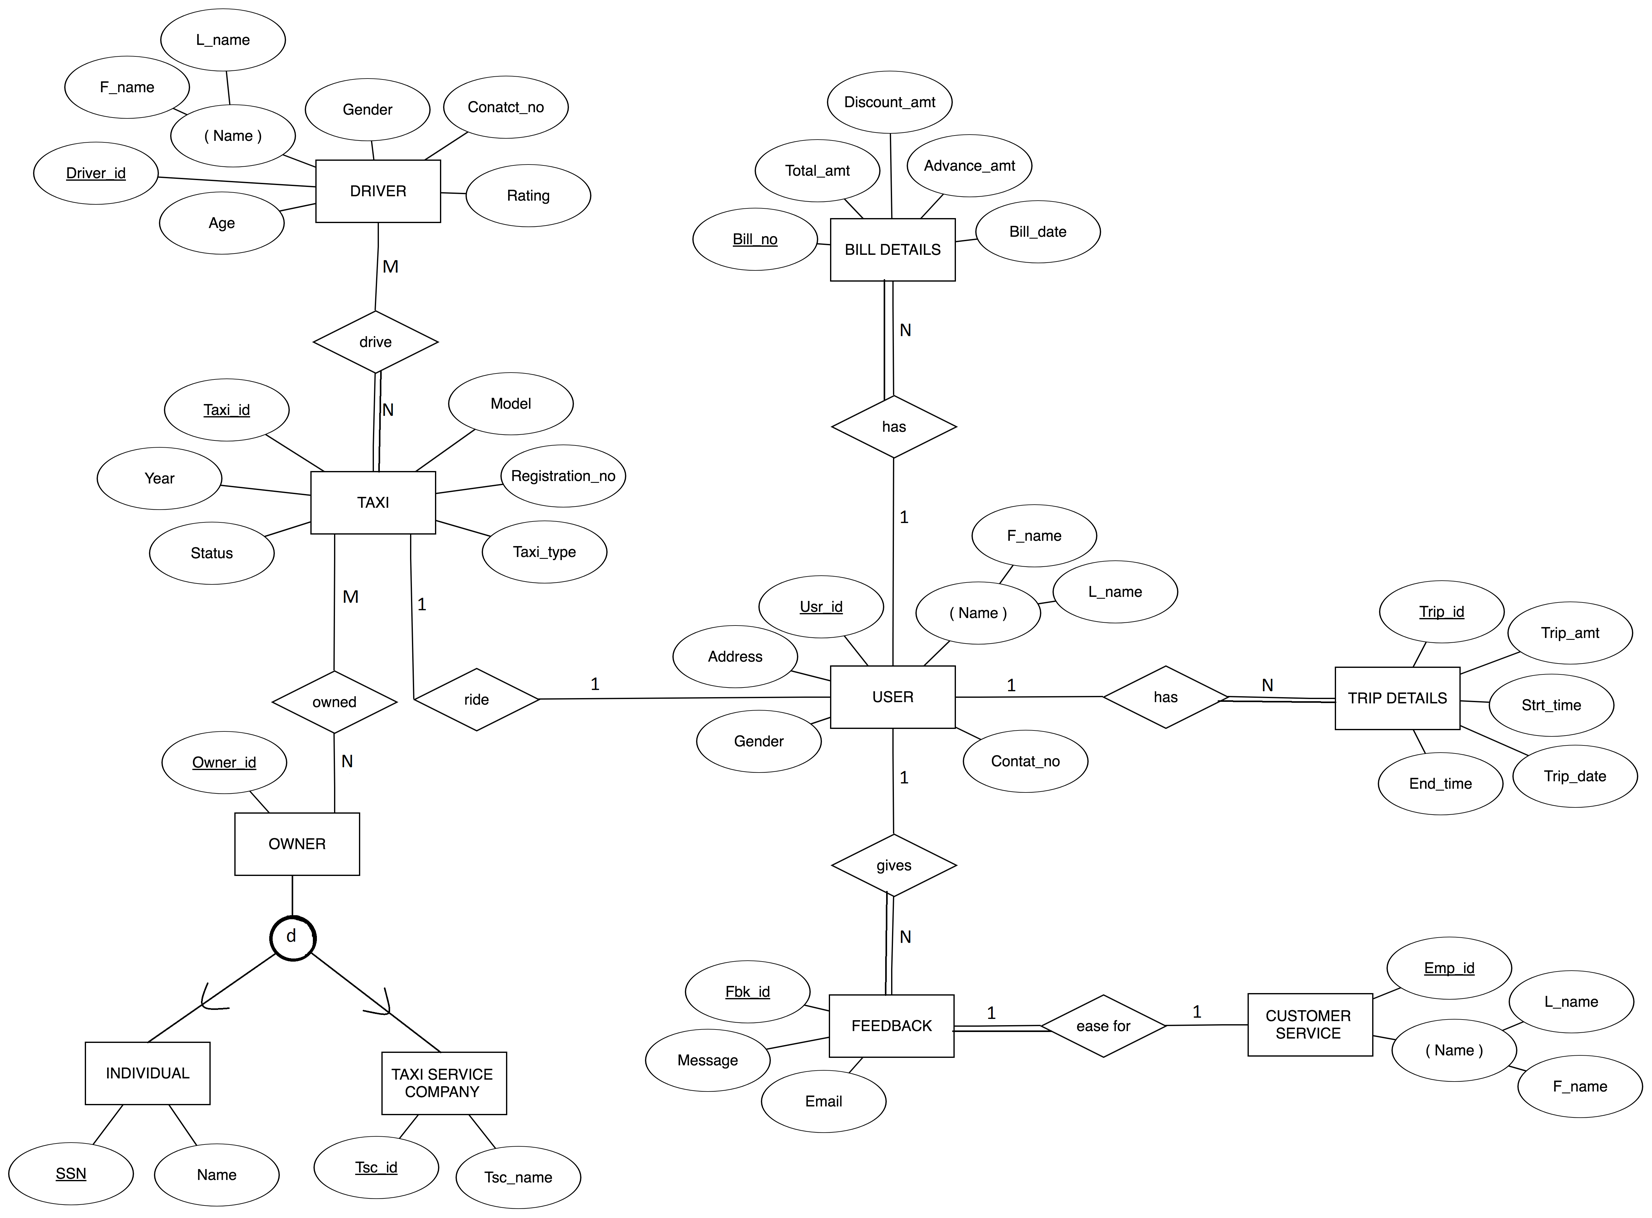 L_name
F_name
( Name )
Gender
Conatct_no
Driver_id
DRIVER
Rating
Age
M
drive
N
Taxi_id
Model
Year
Registration_no
TAXI
Status
Taxi_type
M
1
owned
ride
1
N
Owner_id
OWNER
d
INDIVIDUAL
TAXI SERVICE
COMPANY
SSN
Name
Tsc_id
Tsc_name
Discount_amt
Total_amt
Advance_amt
Bill_no
BILL DETAILS
Bill_date
N
has
1
F_name
Usr_id
( Name )
L_name
Address
USER
Gender
Contat_no
1
has
N
Trip_id
Trip_amt
TRIP DETAILS
Strt_time
End_time
Trip_date
1
gives
N
Fbk_id
FEEDBACK
Message
Email
1
ease for
1
CUSTOMER
SERVICE
Emp_id
L_name
( Name )
F_name